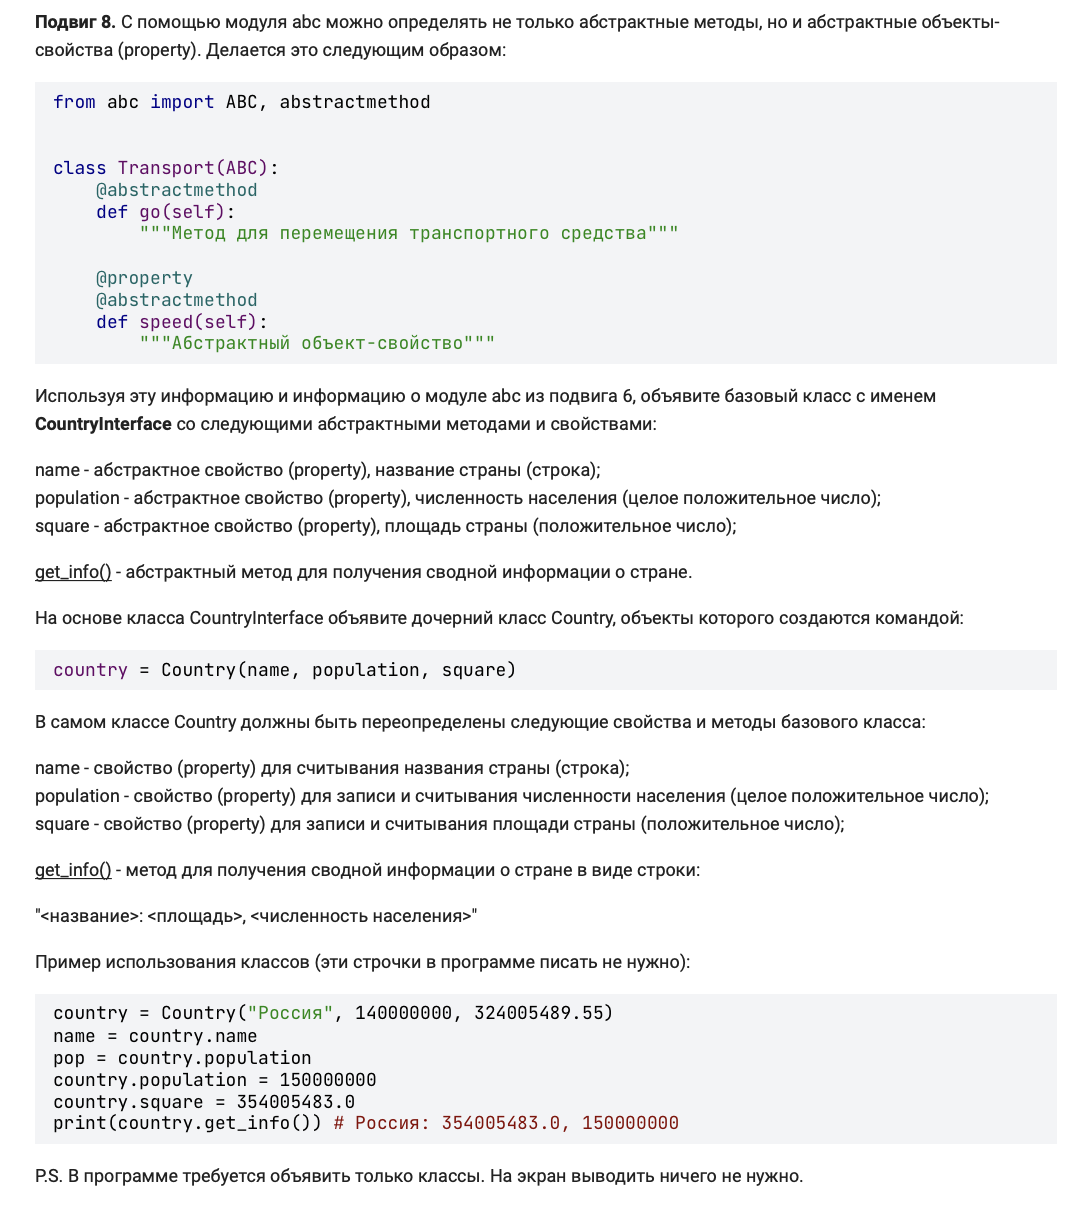 Подвиг 8. С помощью модуля abc можно определять не только абстрактные методы, но и абстрактные объекты-
свойства (property). Делается это следующим образом:
from abc import ABC, abstractmethod
class Transport(ABC):
    @abstractmethod
    def go(self):
        """Метод для перемещения транспортного средства"""
    @property
    @abstractmethod
    def speed(self):
        """Абстрактный объект-свойство"""
Используя эту информацию и информацию о модуле abc из подвига 6, объявите базовый класс с именем
CountryInterface со следующими абстрактными методами и свойствами:
name - абстрактное свойство (property), название страны (строка);
population - абстрактное свойство (property), численность населения (целое положительное число);
square - абстрактное свойство (property), площадь страны (положительное число);
get_info() - абстрактный метод для получения сводной информации о стране.
На основе класса CountryInterface объявите дочерний класс Country, объекты которого создаются командой:
country = Country(name, population, square)
В самом классе Country должны быть переопределены следующие свойства и методы базового класса:
name - свойство (property) для считывания названия страны (строка);
population - свойство (property) для записи и считывания численности населения (целое положительное число);
square - свойство (property) для записи и считывания площади страны (положительное число);
get_info() - метод для получения сводной информации о стране в виде строки:
"<название>: <площадь>, <численность населения>"
Пример использования классов (эти строчки в программе писать не нужно):
country = Country("Россия", 140000000, 324005489.55)
name = country.name
pop = country.population
country.population = 150000000
country.square = 354005483.0
print(country.get_info()) # Россия: 354005483.0, 150000000
P.S. В программе требуется объявить только классы. На экран выводить ничего не нужно.